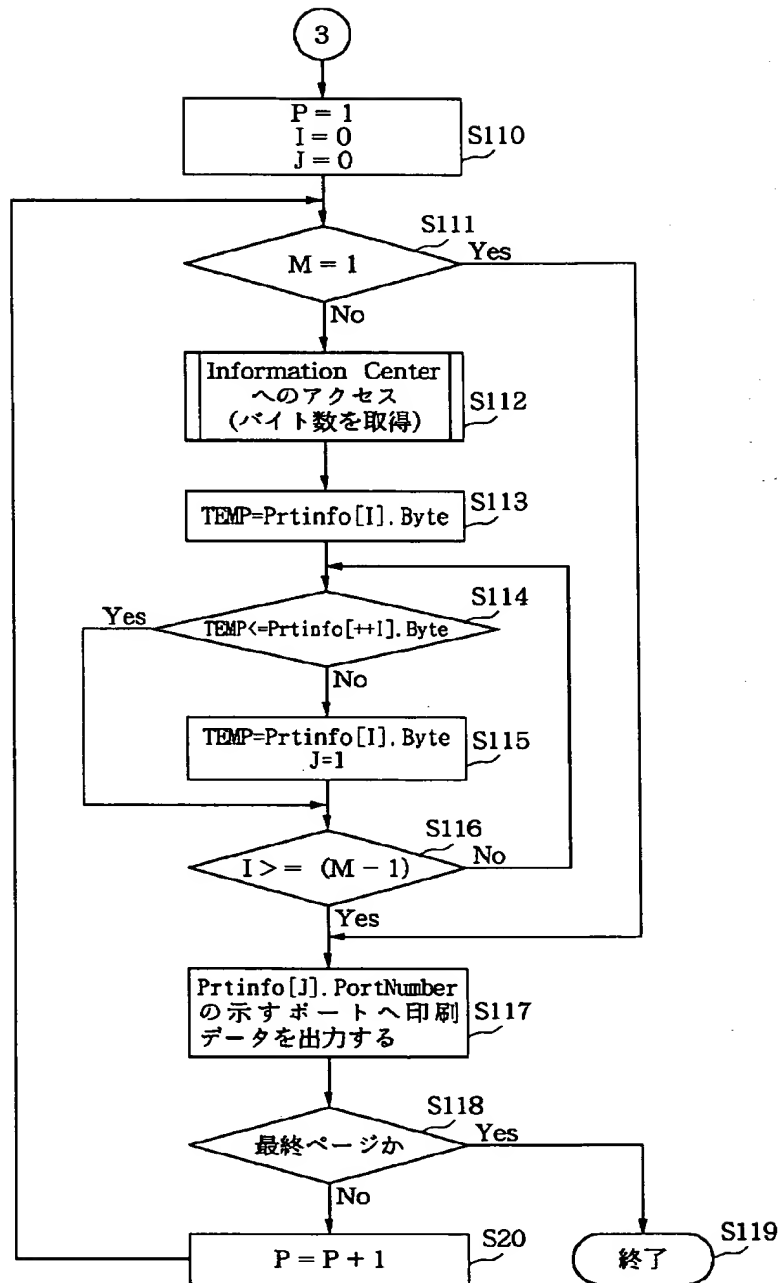 3
P = 1
I = 0
J = 0
S110
S111
M = 1
Yes
No
Information Center
へのアクセス
(バイト数を取得)
S112
S113
TEMP=Prtinfo[I]. Byte
S114
Yes
TEMP<=Prtinfo[++I]. Byte
No
TEMP=Prtinfo[I]. Byte
J=1
S115
S116
I >= (M - 1)
No
Yes
Prtinfo[J]. PortNumber
の示すポートへ印刷
データを出力する
S117
S118
最終ページか
Yes
No
S20
P = P + 1
S119
終了